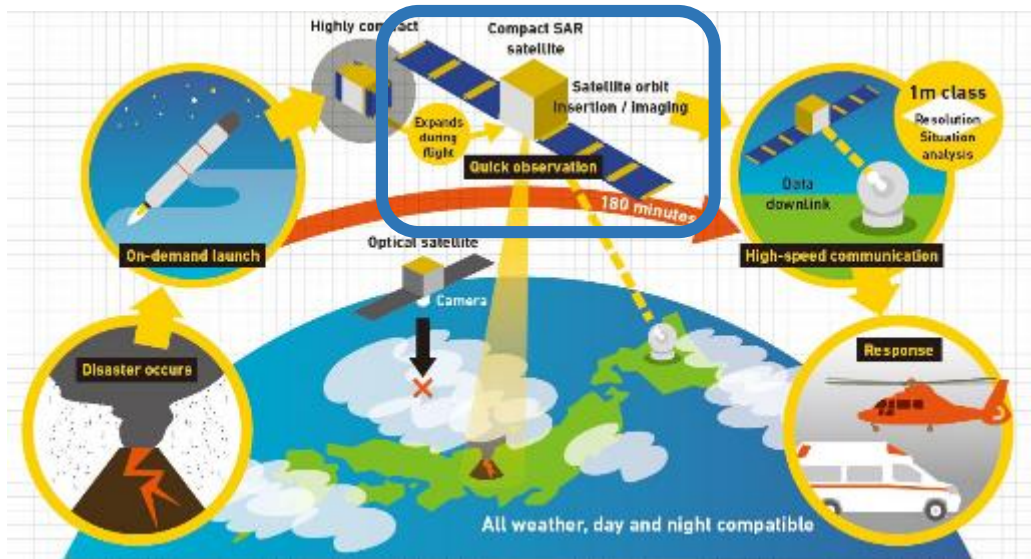 Highly compact
Compact SAR
satellite
Satellite orbit
Insertion / Imaging
Expands
during
flight
Quick observation
180 minutes
1m class
Resolution
Situation
analysis
Data
downlink
On-demand launch
High-speed communication
Optical satellite
Camera
Disaster occurs
Response
All weather, day and night compatible